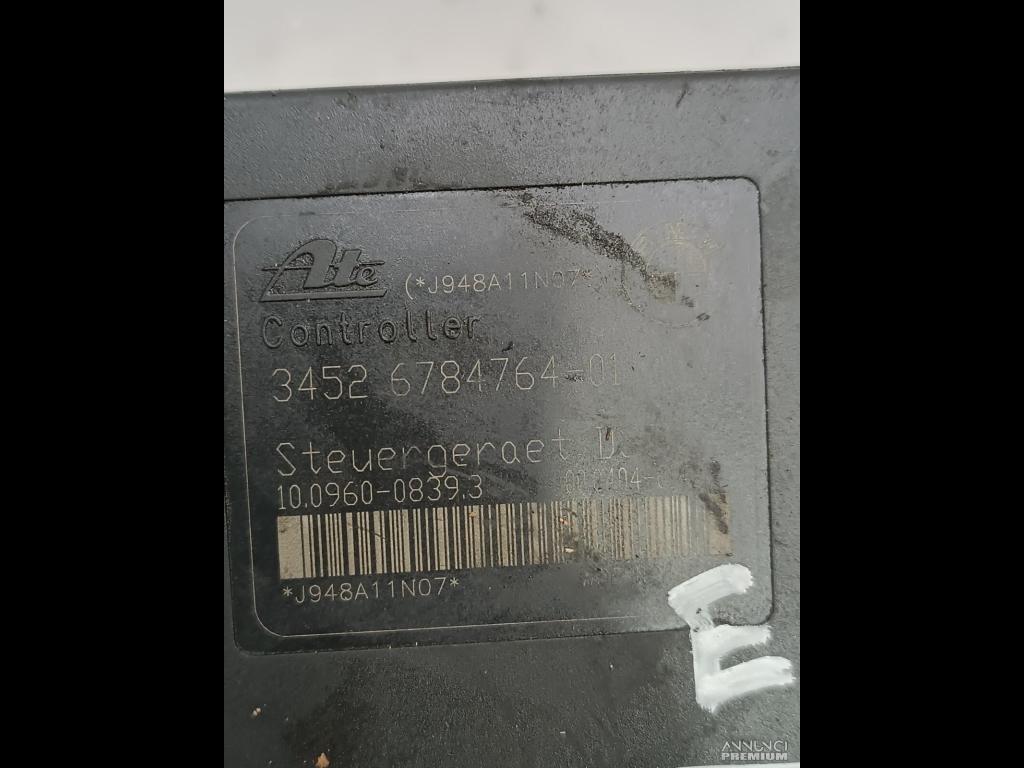 Ate (*J948A11N07*
Controller
3452 6784764-01
Steuergeraet
10.0960-0839.3
*J948A11N07*
E
ANNUNCI
PREMIUM